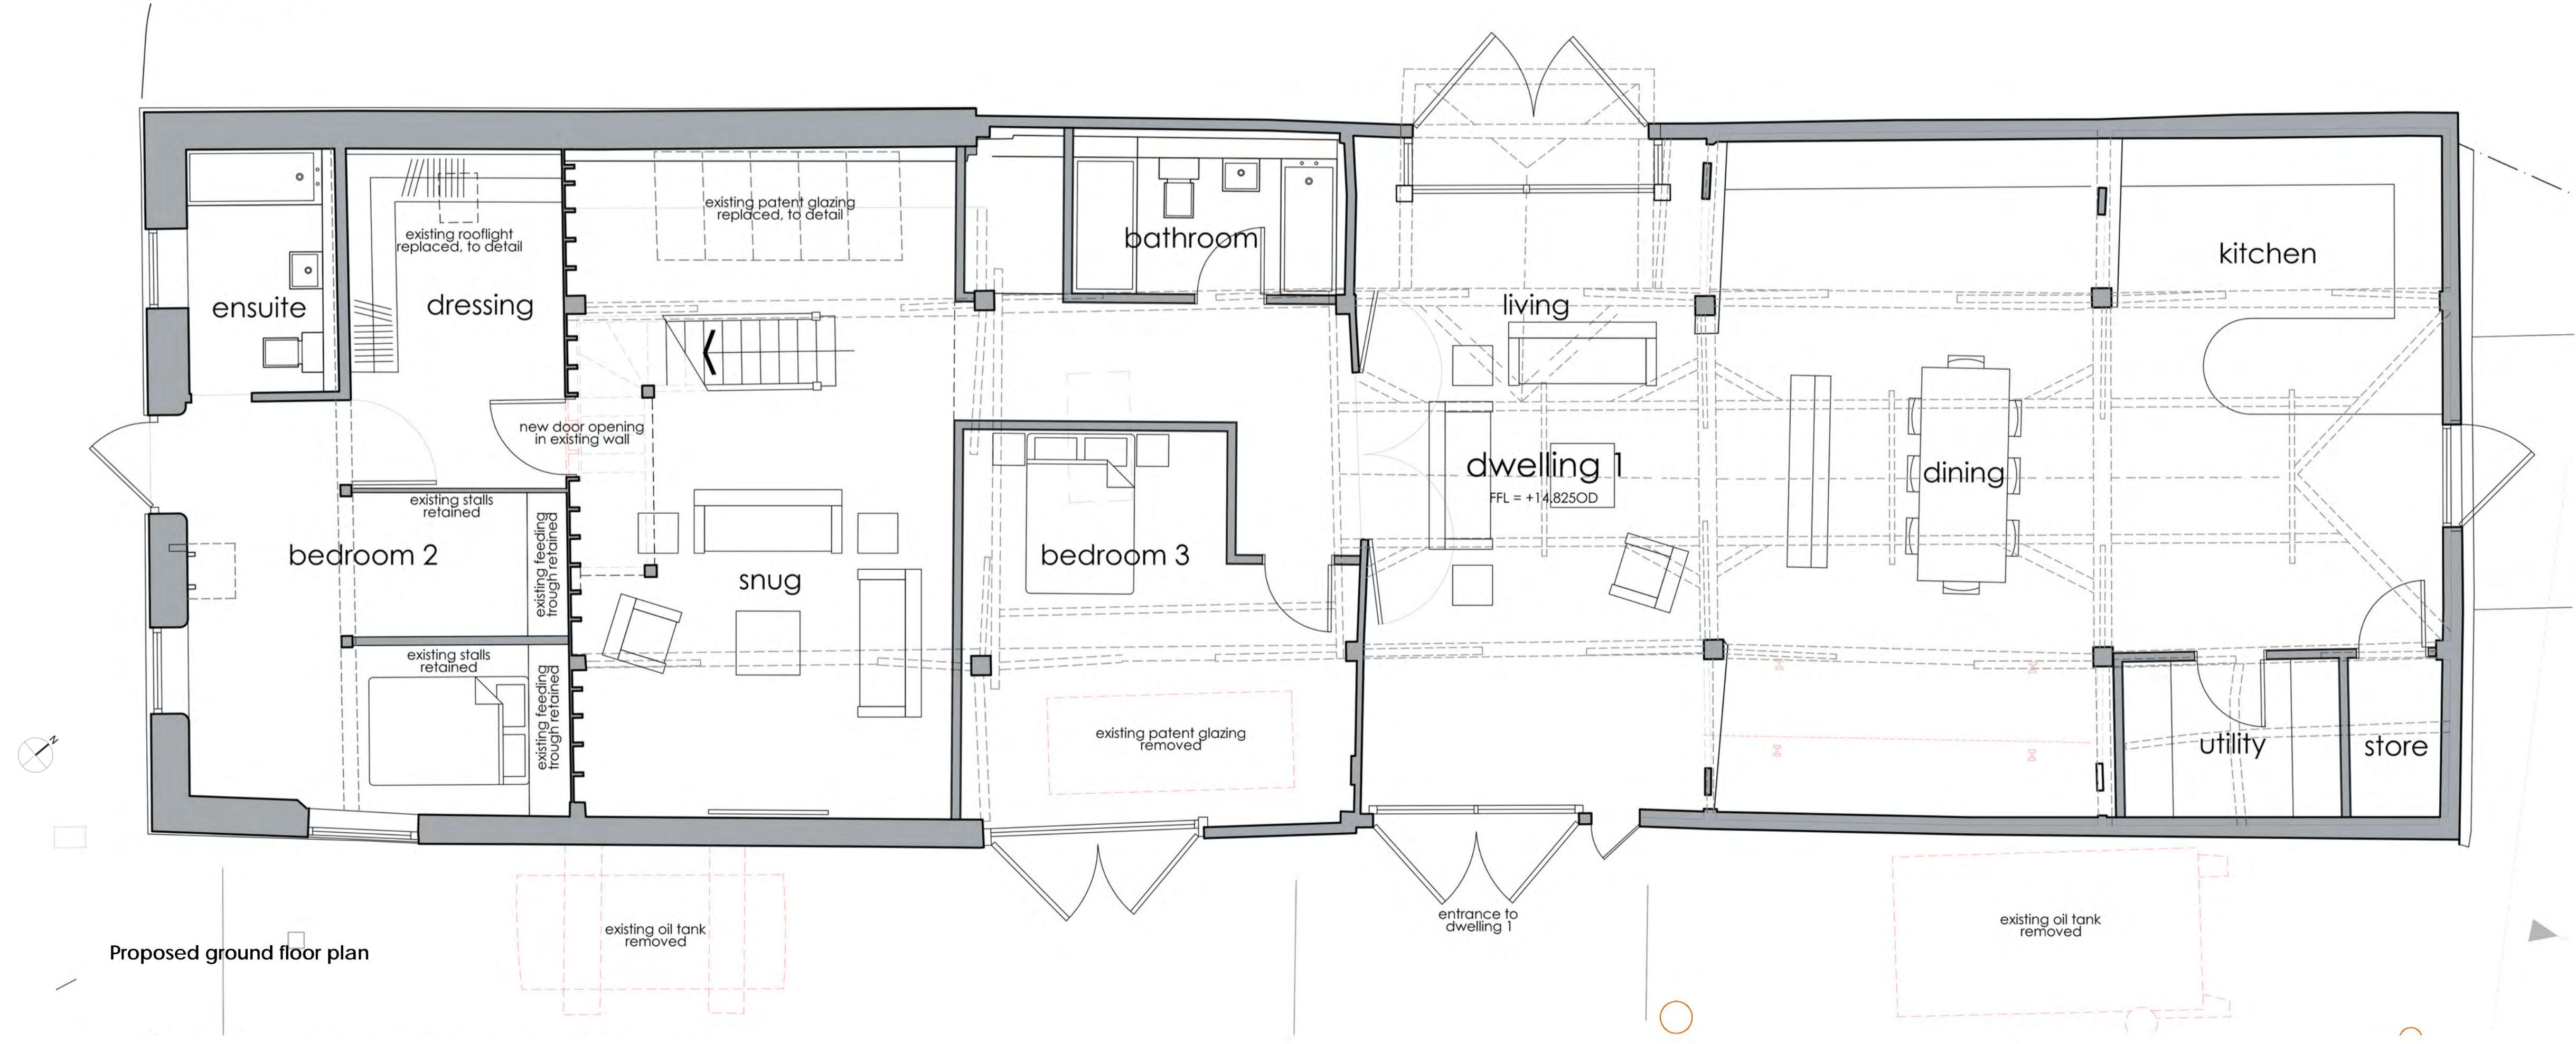 existing patent glazing
replaced, to detail
existing rooflight
replaced, to detail
bathroom
kitchen
ensuite
dressing
living
new door opening
in existing wall
dwelling 1
FFL = +14.825OD
dining
existing stalls
retained
bedroom 2
existing feeding
trough retained
snug
bedroom 3
existing stalls
retained
existing feeding
trough retained
existing patent glazing
removed
utility
store
N
entrance to
dwelling 1
existing oil tank
removed
existing oil tank
removed
Proposed ground floor plan